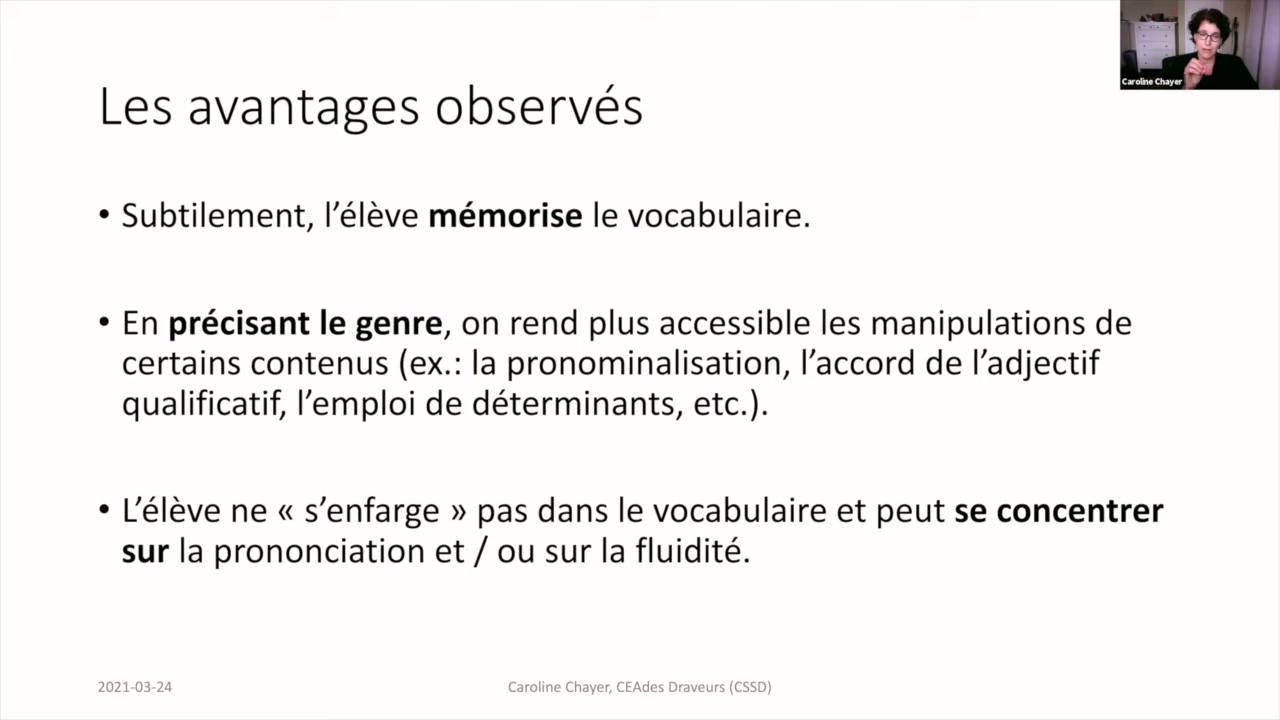 Caroline Chayer
Les avantages observés
• Subtilement, l’élève mémorise le vocabulaire.
• En précisant le genre, on rend plus accessible les manipulations de
certains contenus (ex.: la pronominalisation, l’accord de l’adjectif
qualificatif, l’emploi de déterminants, etc.).
• L’élève ne « s’enfarge » pas dans le vocabulaire et peut se concentrer
sur la prononciation et / ou sur la fluidité.
2021-03-24
Caroline Chayer, CEAdes Draveurs (CSSD)